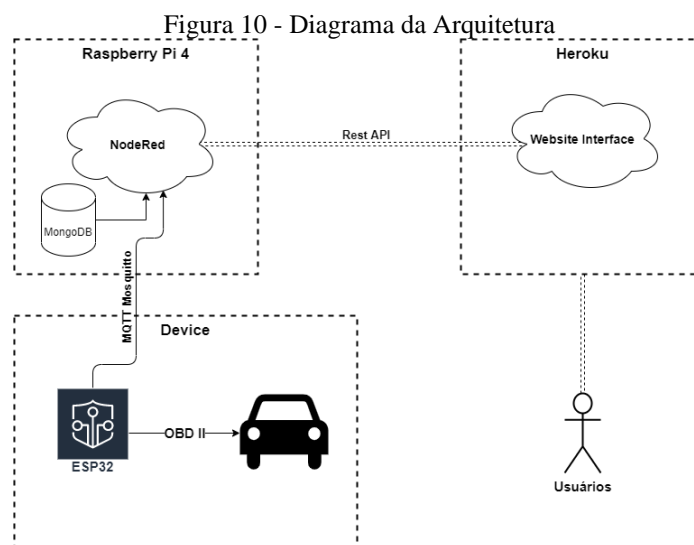 Figura 10 - Diagrama da Arquitetura
Raspberry Pi 4
Heroku
NodeRed
Rest API
Website Interface
MongoDB
MQTT Mosquitto
Device
OBD II
ESP32
Usuários